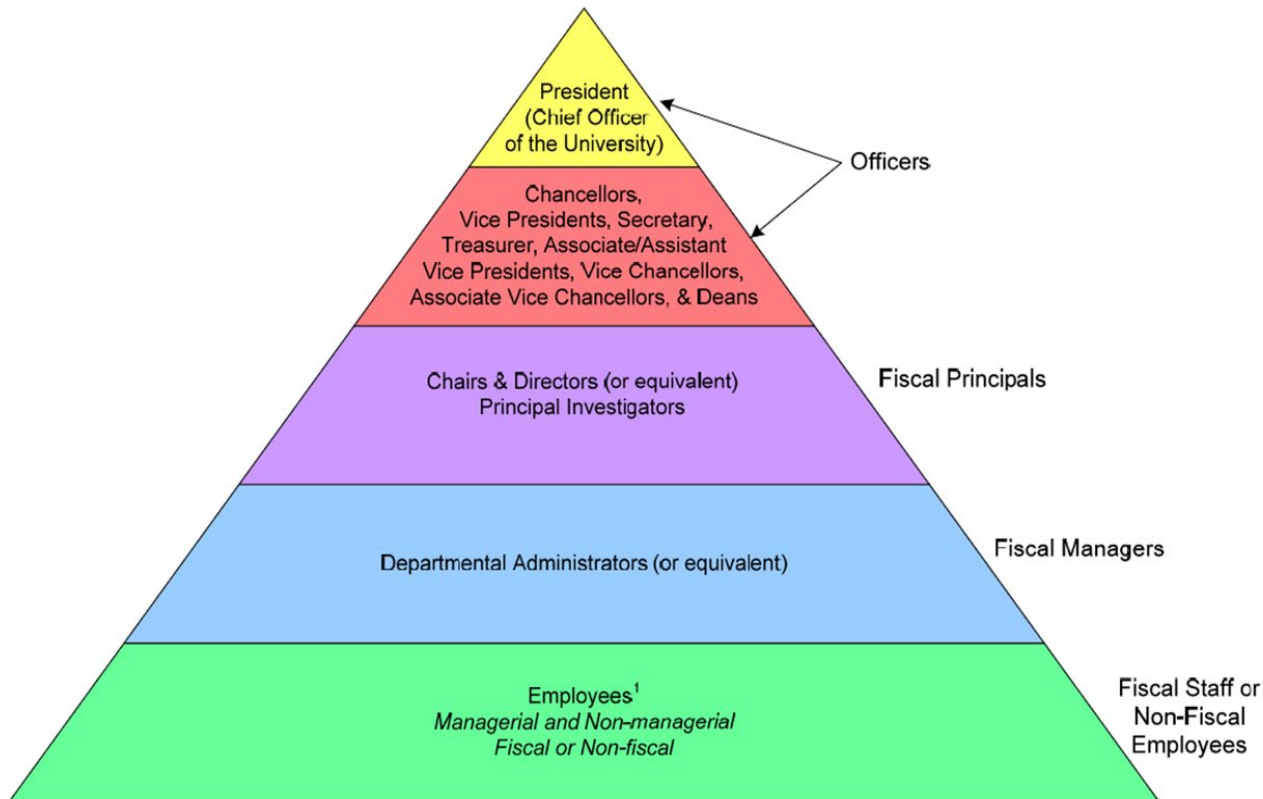 President
(Chief Officer
of the University)
Officers
Chancellors,
Vice Presidents, Secretary,
Treasurer, Associate/Assistant
Vice Presidents, Vice Chancellors,
Associate Vice Chancellors, & Deans
Chairs & Directors (or equivalent)
Principal Investigators
Fiscal Principals
Departmental Administrators (or equivalent)
Fiscal Managers
Employees¹
Managerial and Non-managerial
Fiscal or Non-fiscal
Fiscal Staff or
Non-Fiscal
Employees